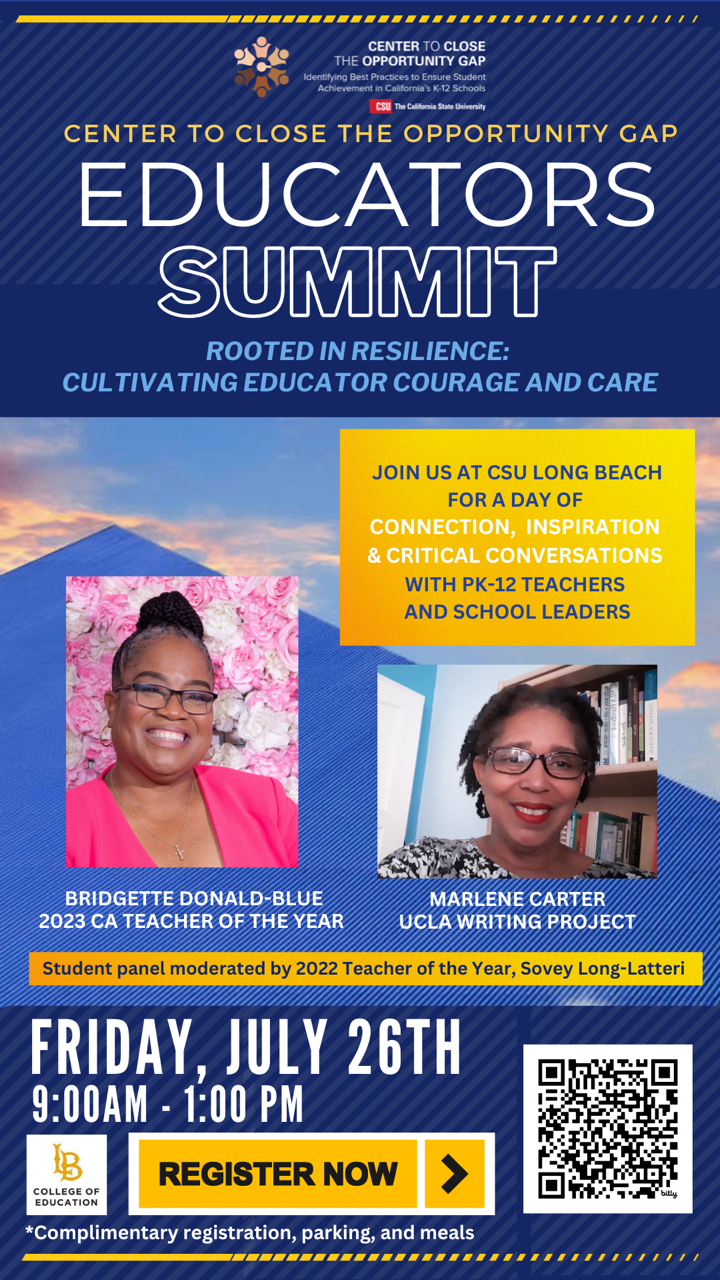 CENTER TO CLOSE
THE OPPORTUNITY GAP
Identifying Best Practices to Ensure Student
Achievement in California's K-12 Schools
CSU The California State University
CENTER TO CLOSE THE OPPORTUNITY GAP
EDUCATORS
SUMMIT
ROOTED IN RESILIENCE:
CULTIVATING EDUCATOR COURAGE AND CARE
JOIN US AT CSU LONG BEACH
FOR A DAY OF
CONNECTION, INSPIRATION
& CRITICAL CONVERSATIONS
WITH PK-12 TEACHERS
AND SCHOOL LEADERS
BRIDGETTE DONALD-BLUE
2023 CA TEACHER OF THE YEAR
MARLENE CARTER
UCLA WRITING PROJECT
Student panel moderated by 2022 Teacher of the Year, Sovey Long-Latteri
FRIDAY, JULY 26TH
9:00AM - 1:00 PM
LB
COLLEGE OF
EDUCATION
REGISTER NOW >
bitly
*Complimentary registration, parking, and meals